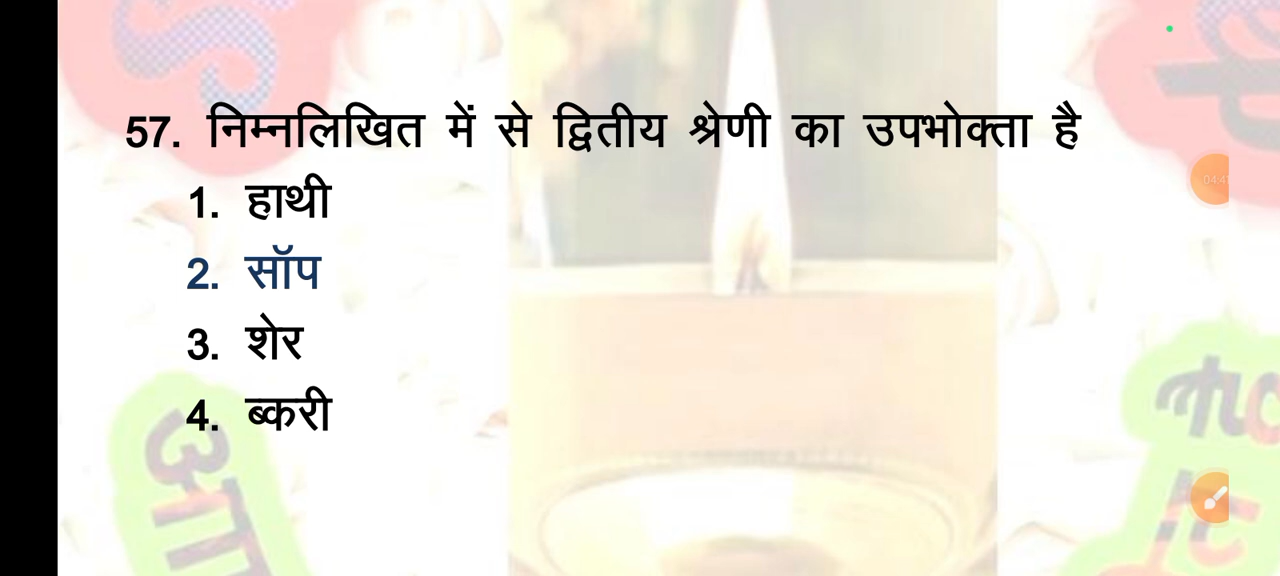 57. निम्नलिखित में से द्वितीय श्रेणी का उपभोक्ता है
1. हाथी
2. सॉप
3. शेर
4. ब्करी